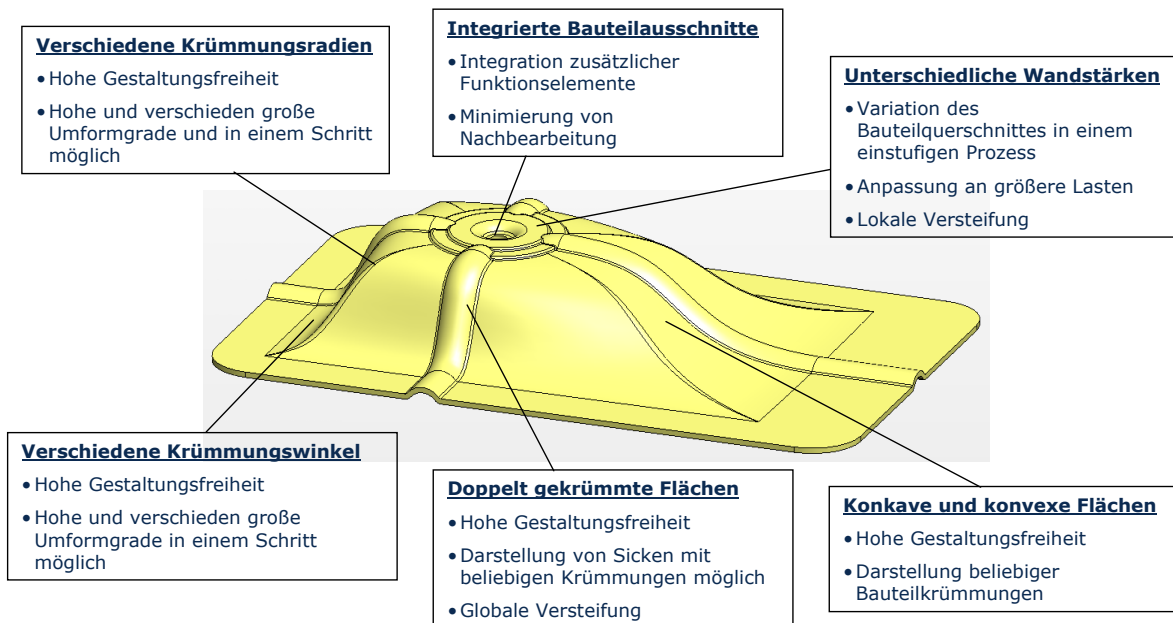 Verschiedene Krümmungsradien
• Hohe Gestaltungsfreiheit
• Hohe und verschieden große
Umformgrade und in einem Schritt
möglich
Integrierte Bauteilausschnitte
• Integration zusätzlicher
Funktionselemente
• Minimierung von
Nachbearbeitung
Unterschiedliche Wandstärken
• Variation des
Bauteilquerschnittes in einem
einstufigen Prozess
• Anpassung an größere Lasten
• Lokale Versteifung
Verschiedene Krümmungswinkel
• Hohe Gestaltungsfreiheit
• Hohe und verschieden große
Umformgrade in einem Schritt
möglich
Doppelt gekrümmte Flächen
• Hohe Gestaltungsfreiheit
• Darstellung von Sicken mit
beliebigen Krümmungen möglich
• Globale Versteifung
Konkave und konvexe Flächen
• Hohe Gestaltungsfreiheit
• Darstellung beliebiger
Bauteilkrümmungen